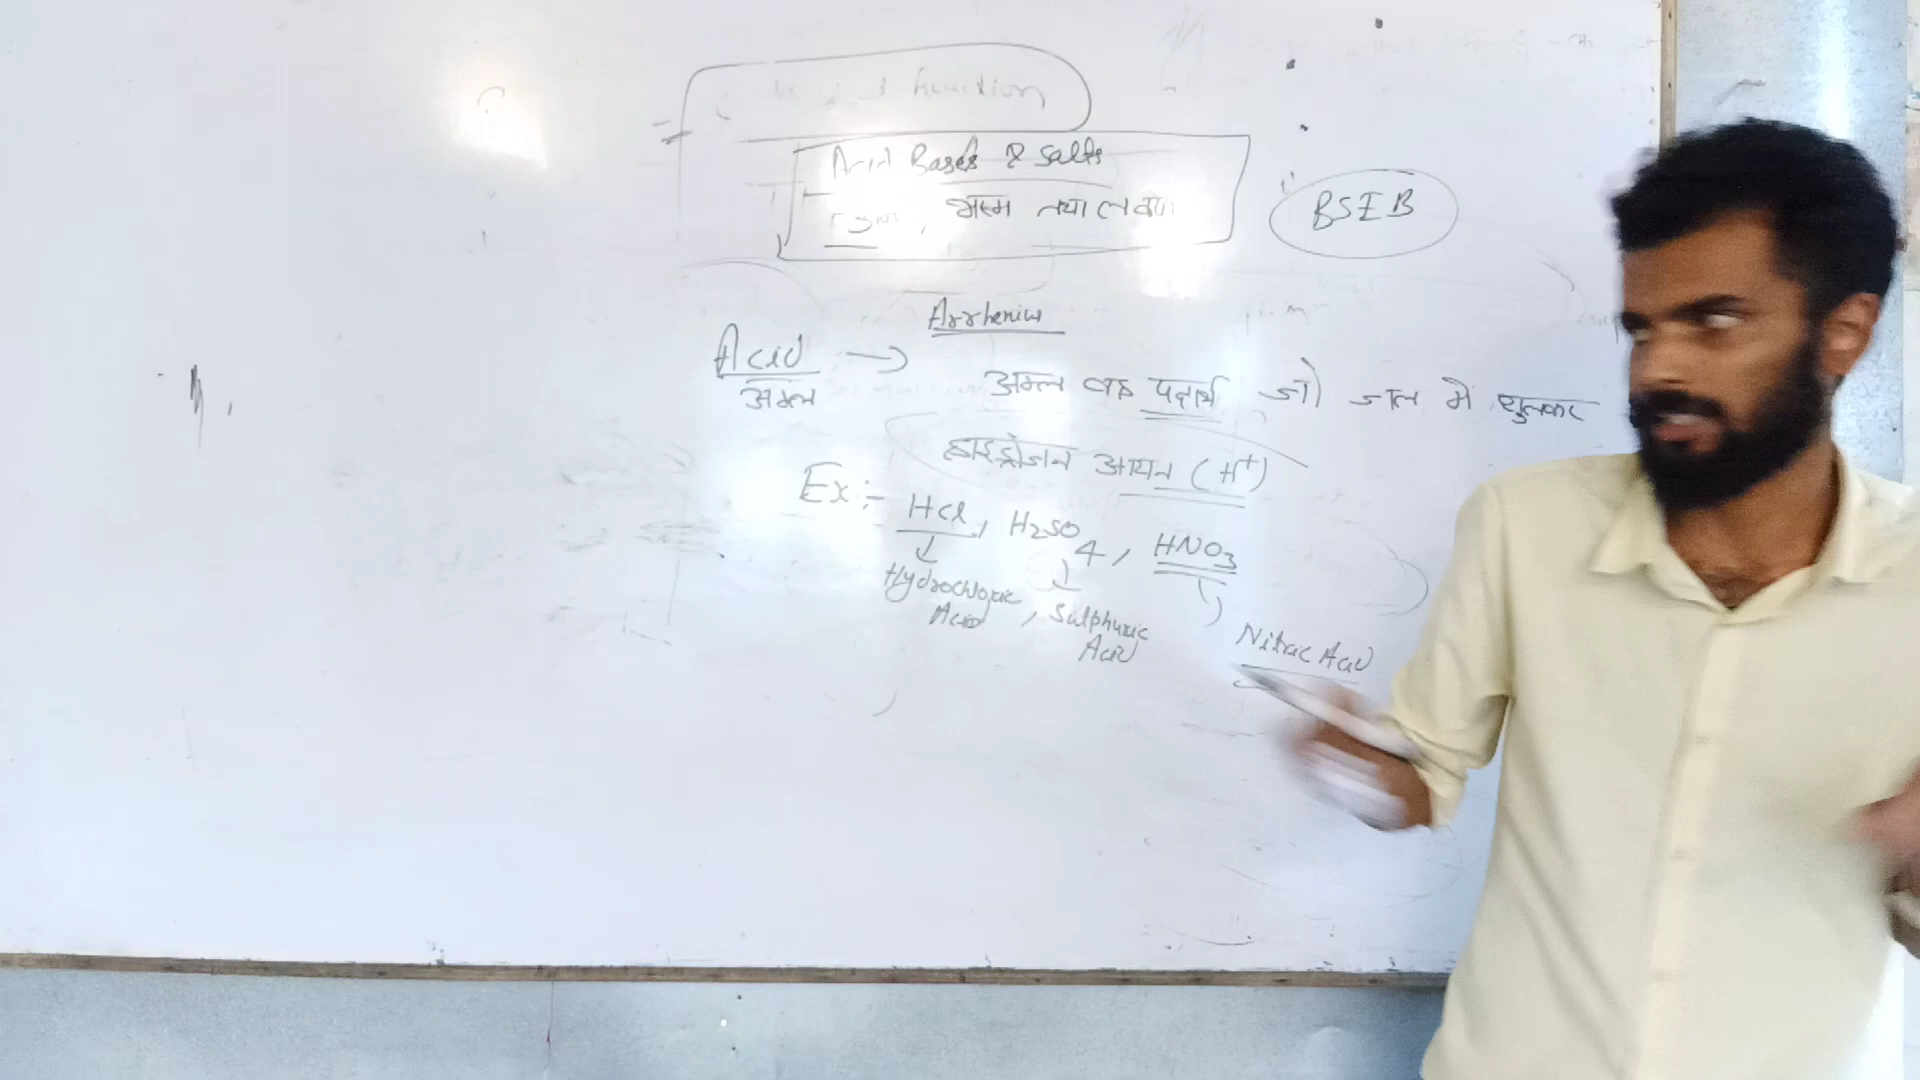 Acid Bases & Salts
भस्म तथा लवण
BSEB
Arrhenius
Acid →
अम्ल
अम्ल वह पदार्थ जो जल में घुलकर
हाइड्रोजन आयन (H+)
Ex :- HCl, H2SO4, HNO3
Hydrochloric Acid, Sulphuric Acid
Nitric Acid